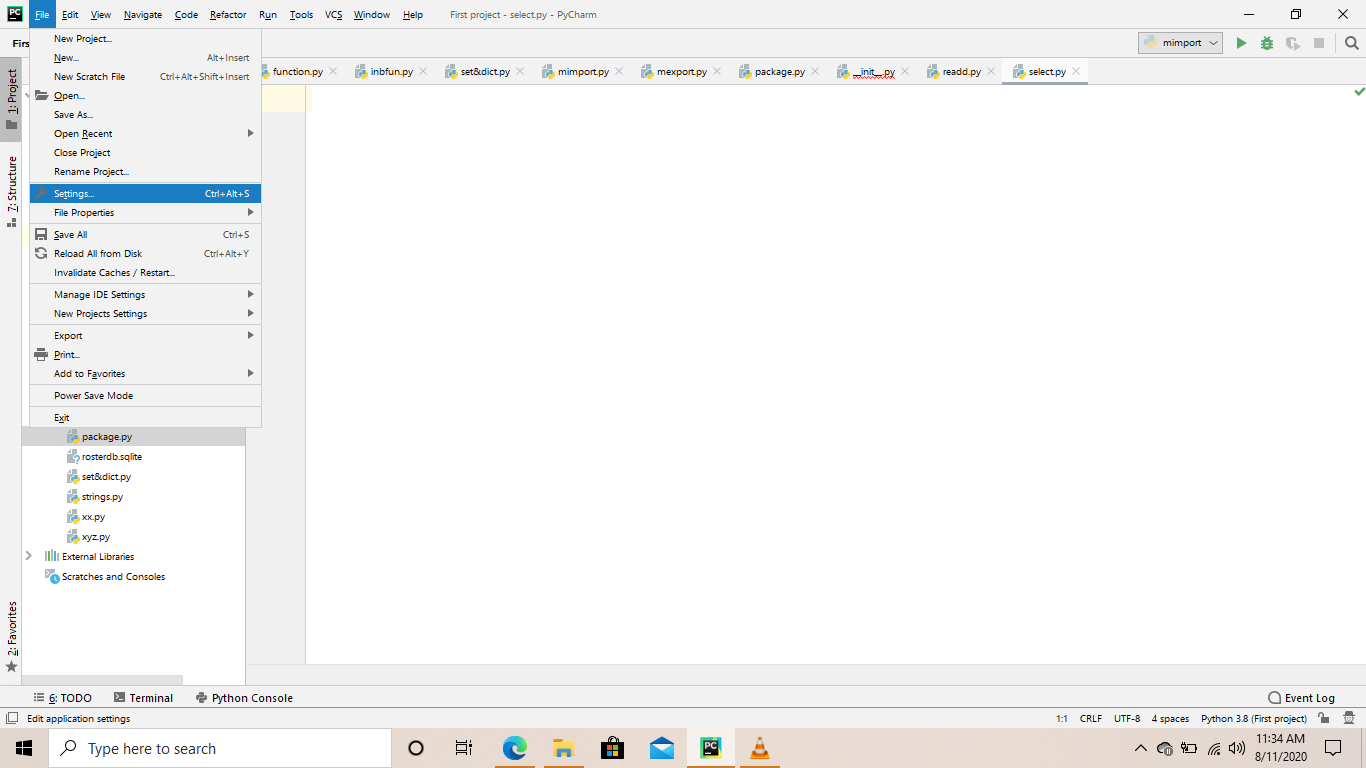 PC File Edit View Navigate Code Refactor Run Tools VCS Window Help First project - select.py - PyCharm
mimport
function.py inbfun.py set&dict.py mimport.py mexport.py package.py __init__.py readd.py select.py
New Project...
New... Alt+Insert
New Scratch File Ctrl+Alt+Shift+Insert
Open...
Save As...
Open Recent
Close Project
Rename Project...
Settings... Ctrl+Alt+S
File Properties
Save All Ctrl+S
Reload All from Disk Ctrl+Alt+Y
Invalidate Caches / Restart...
Manage IDE Settings
New Projects Settings
Export
Print...
Add to Favorites
Power Save Mode
Exit
1: Project
7: Structure
2: Favorites
package.py
rosterdb.sqlite
set&dict.py
strings.py
xx.py
xyz.py
External Libraries
Scratches and Consoles
6: TODO Terminal Python Console Event Log
Edit application settings 1:1 CRLF UTF-8 4 spaces Python 3.8 (First project)
Type here to search
PC
11:34 AM
8/11/2020